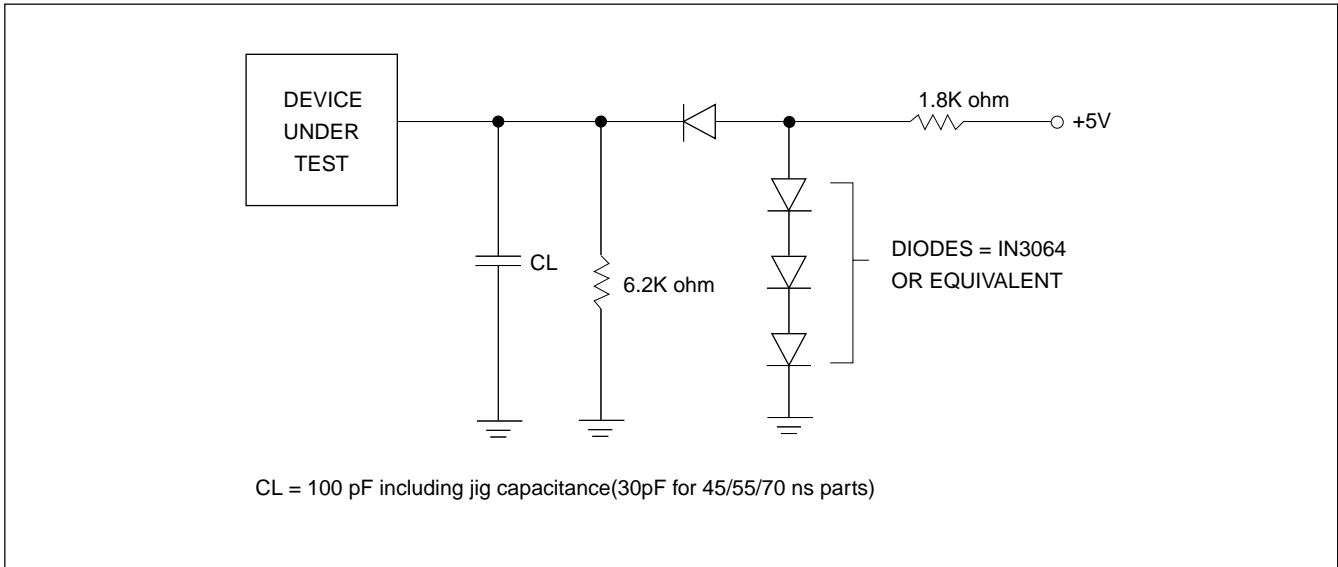 DEVICE
UNDER
TEST
1.8K ohm
+5V
CL
6.2K ohm
DIODES = IN3064
OR EQUIVALENT
CL = 100 pF including jig capacitance(30pF for 45/55/70 ns parts)